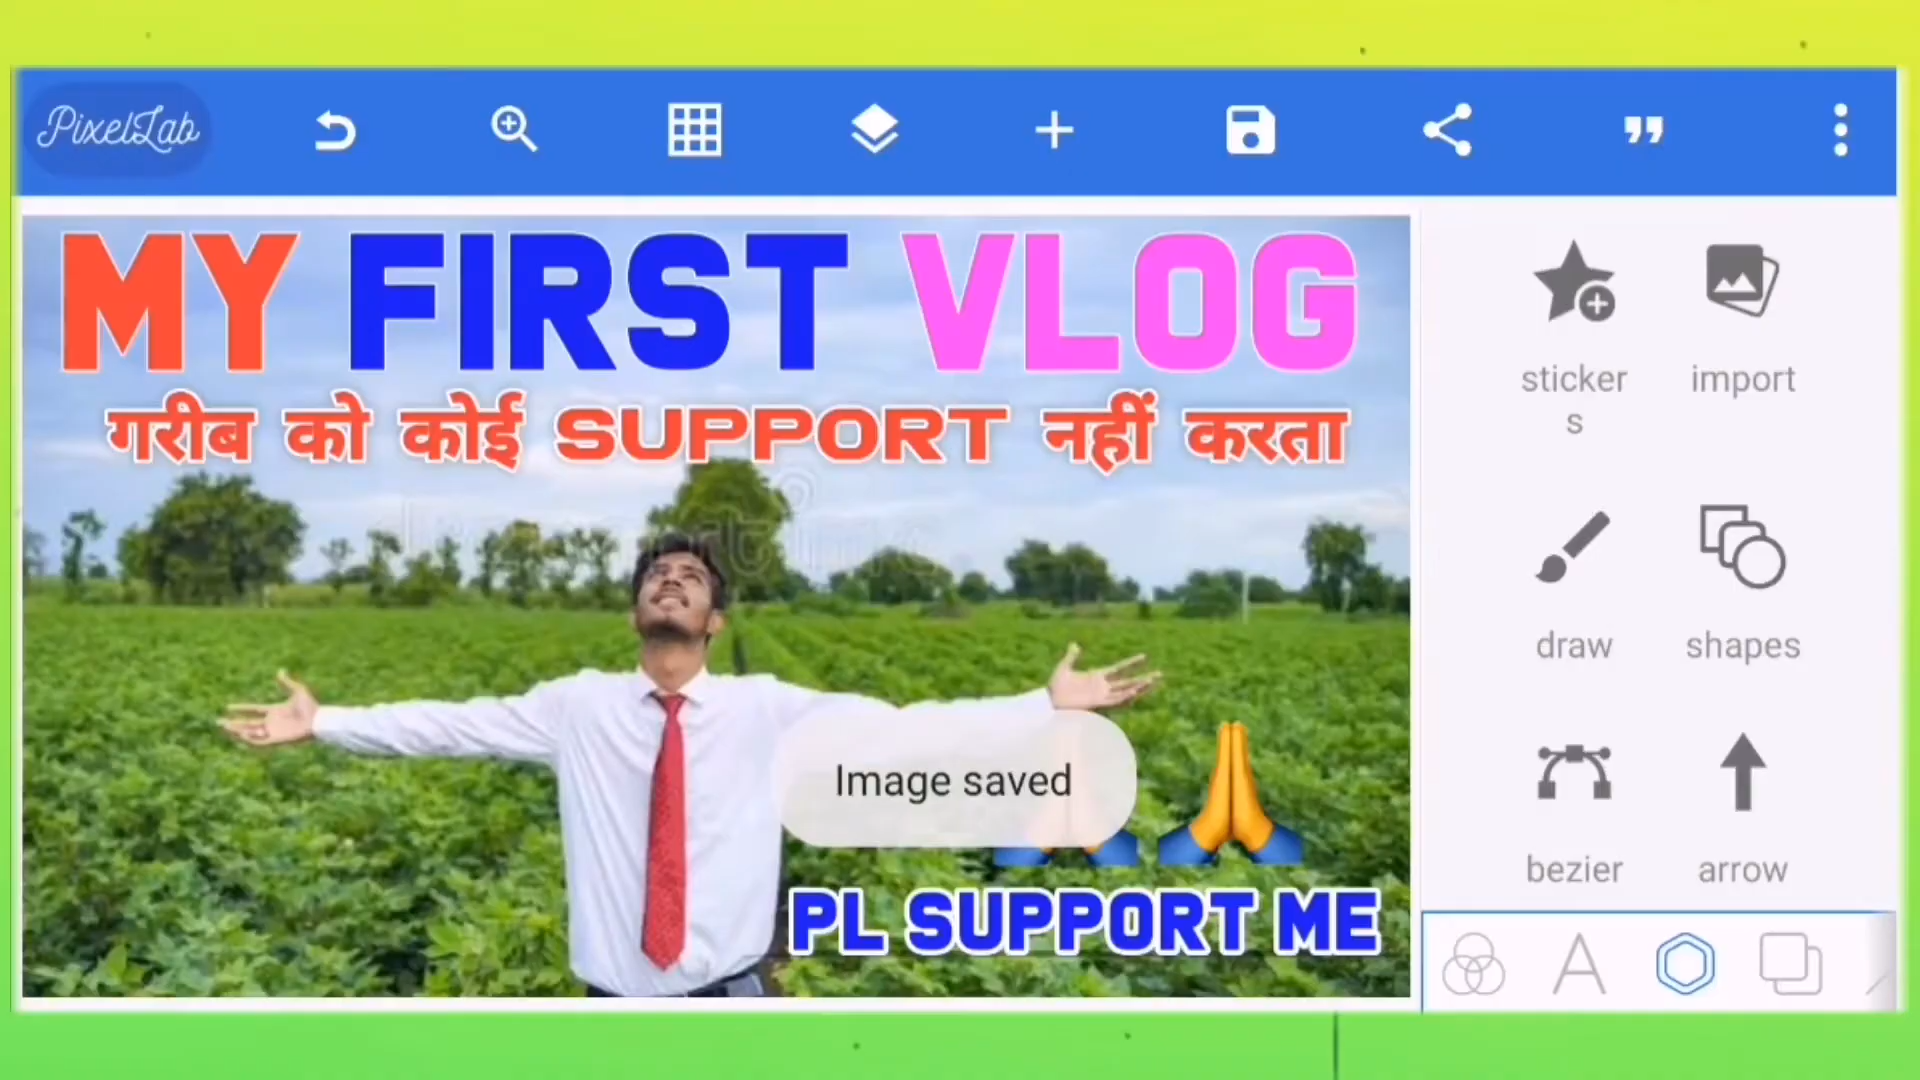 PixelLab
MY FIRST VLOG
गरीब को कोई SUPPORT नहीं करता
Image saved
PL SUPPORT ME
sticker
s
import
draw
shapes
bezier
arrow